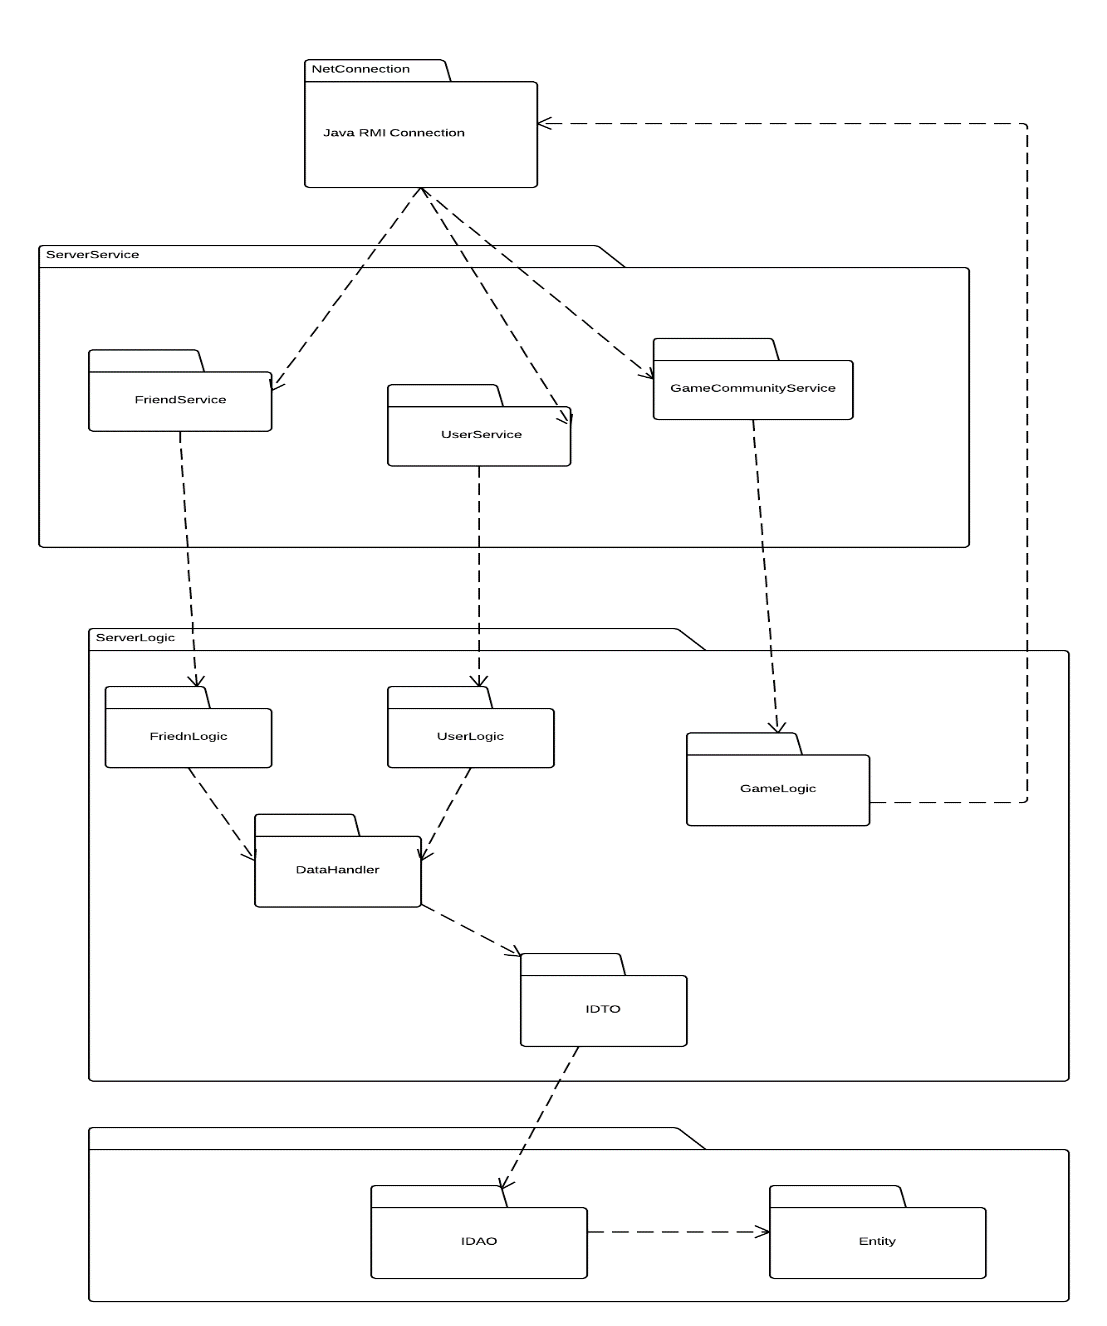 NetConnection
Java RMI Connection
ServerService
FriendService
UserService
GameCommunityService
ServerLogic
FriednLogic
UserLogic
GameLogic
DataHandler
IDTO
IDAO
Entity